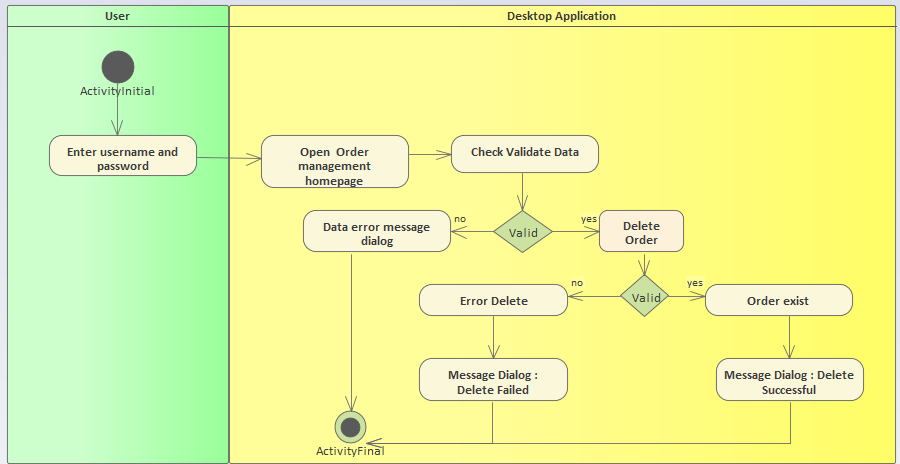 User
Desktop Application
ActivityInitial
Enter username and
password
Open Order
management
homepage
Check Validate Data
no
yes
Data error message
dialog
Valid
Delete
Order
no
yes
Error Delete
Valid
Order exist
Message Dialog :
Delete Failed
Message Dialog : Delete
Successful
ActivityFinal